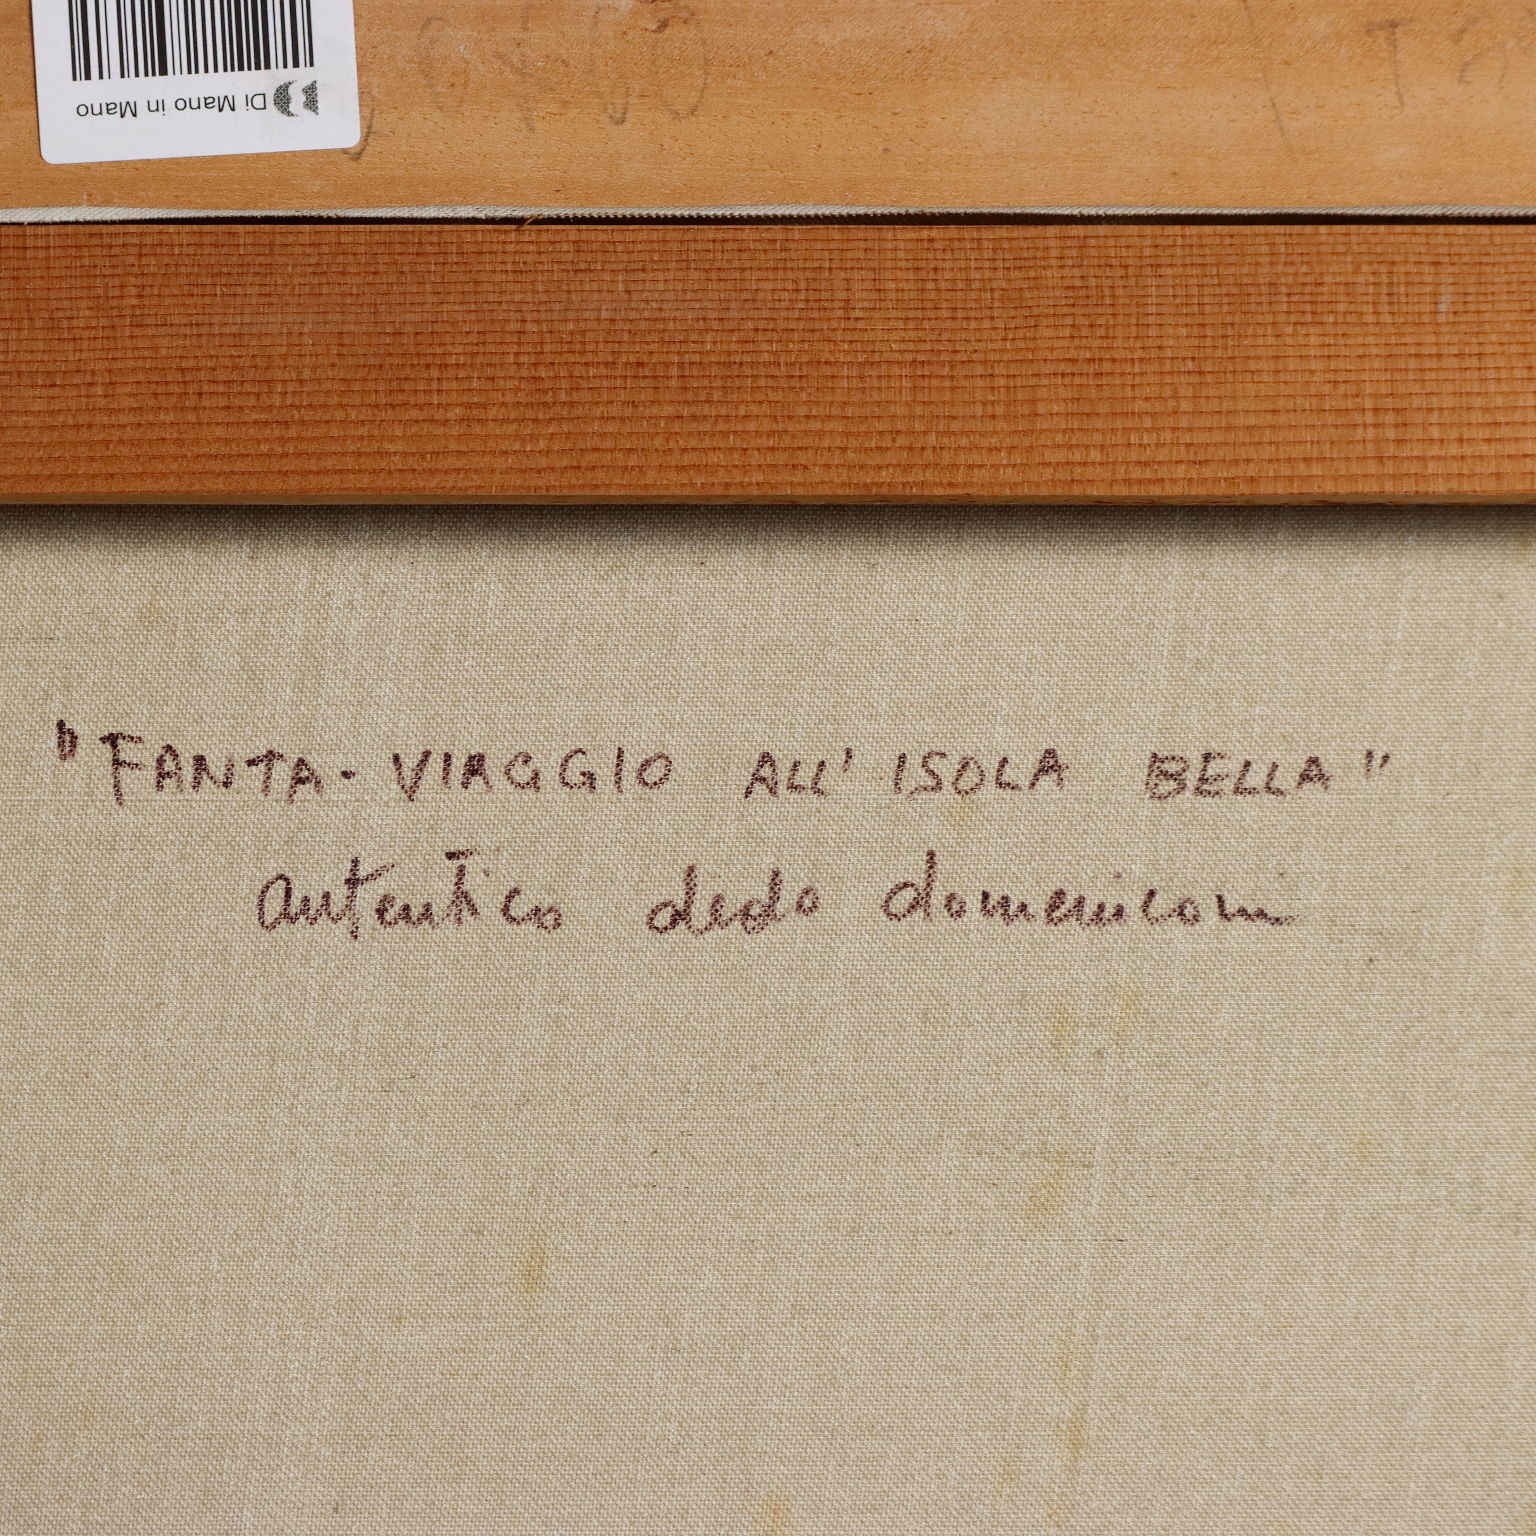 Di Mano in Mano
"FANTA-VIAGGIO ALL' ISOLA BELLA"
autentico dedo domenicom